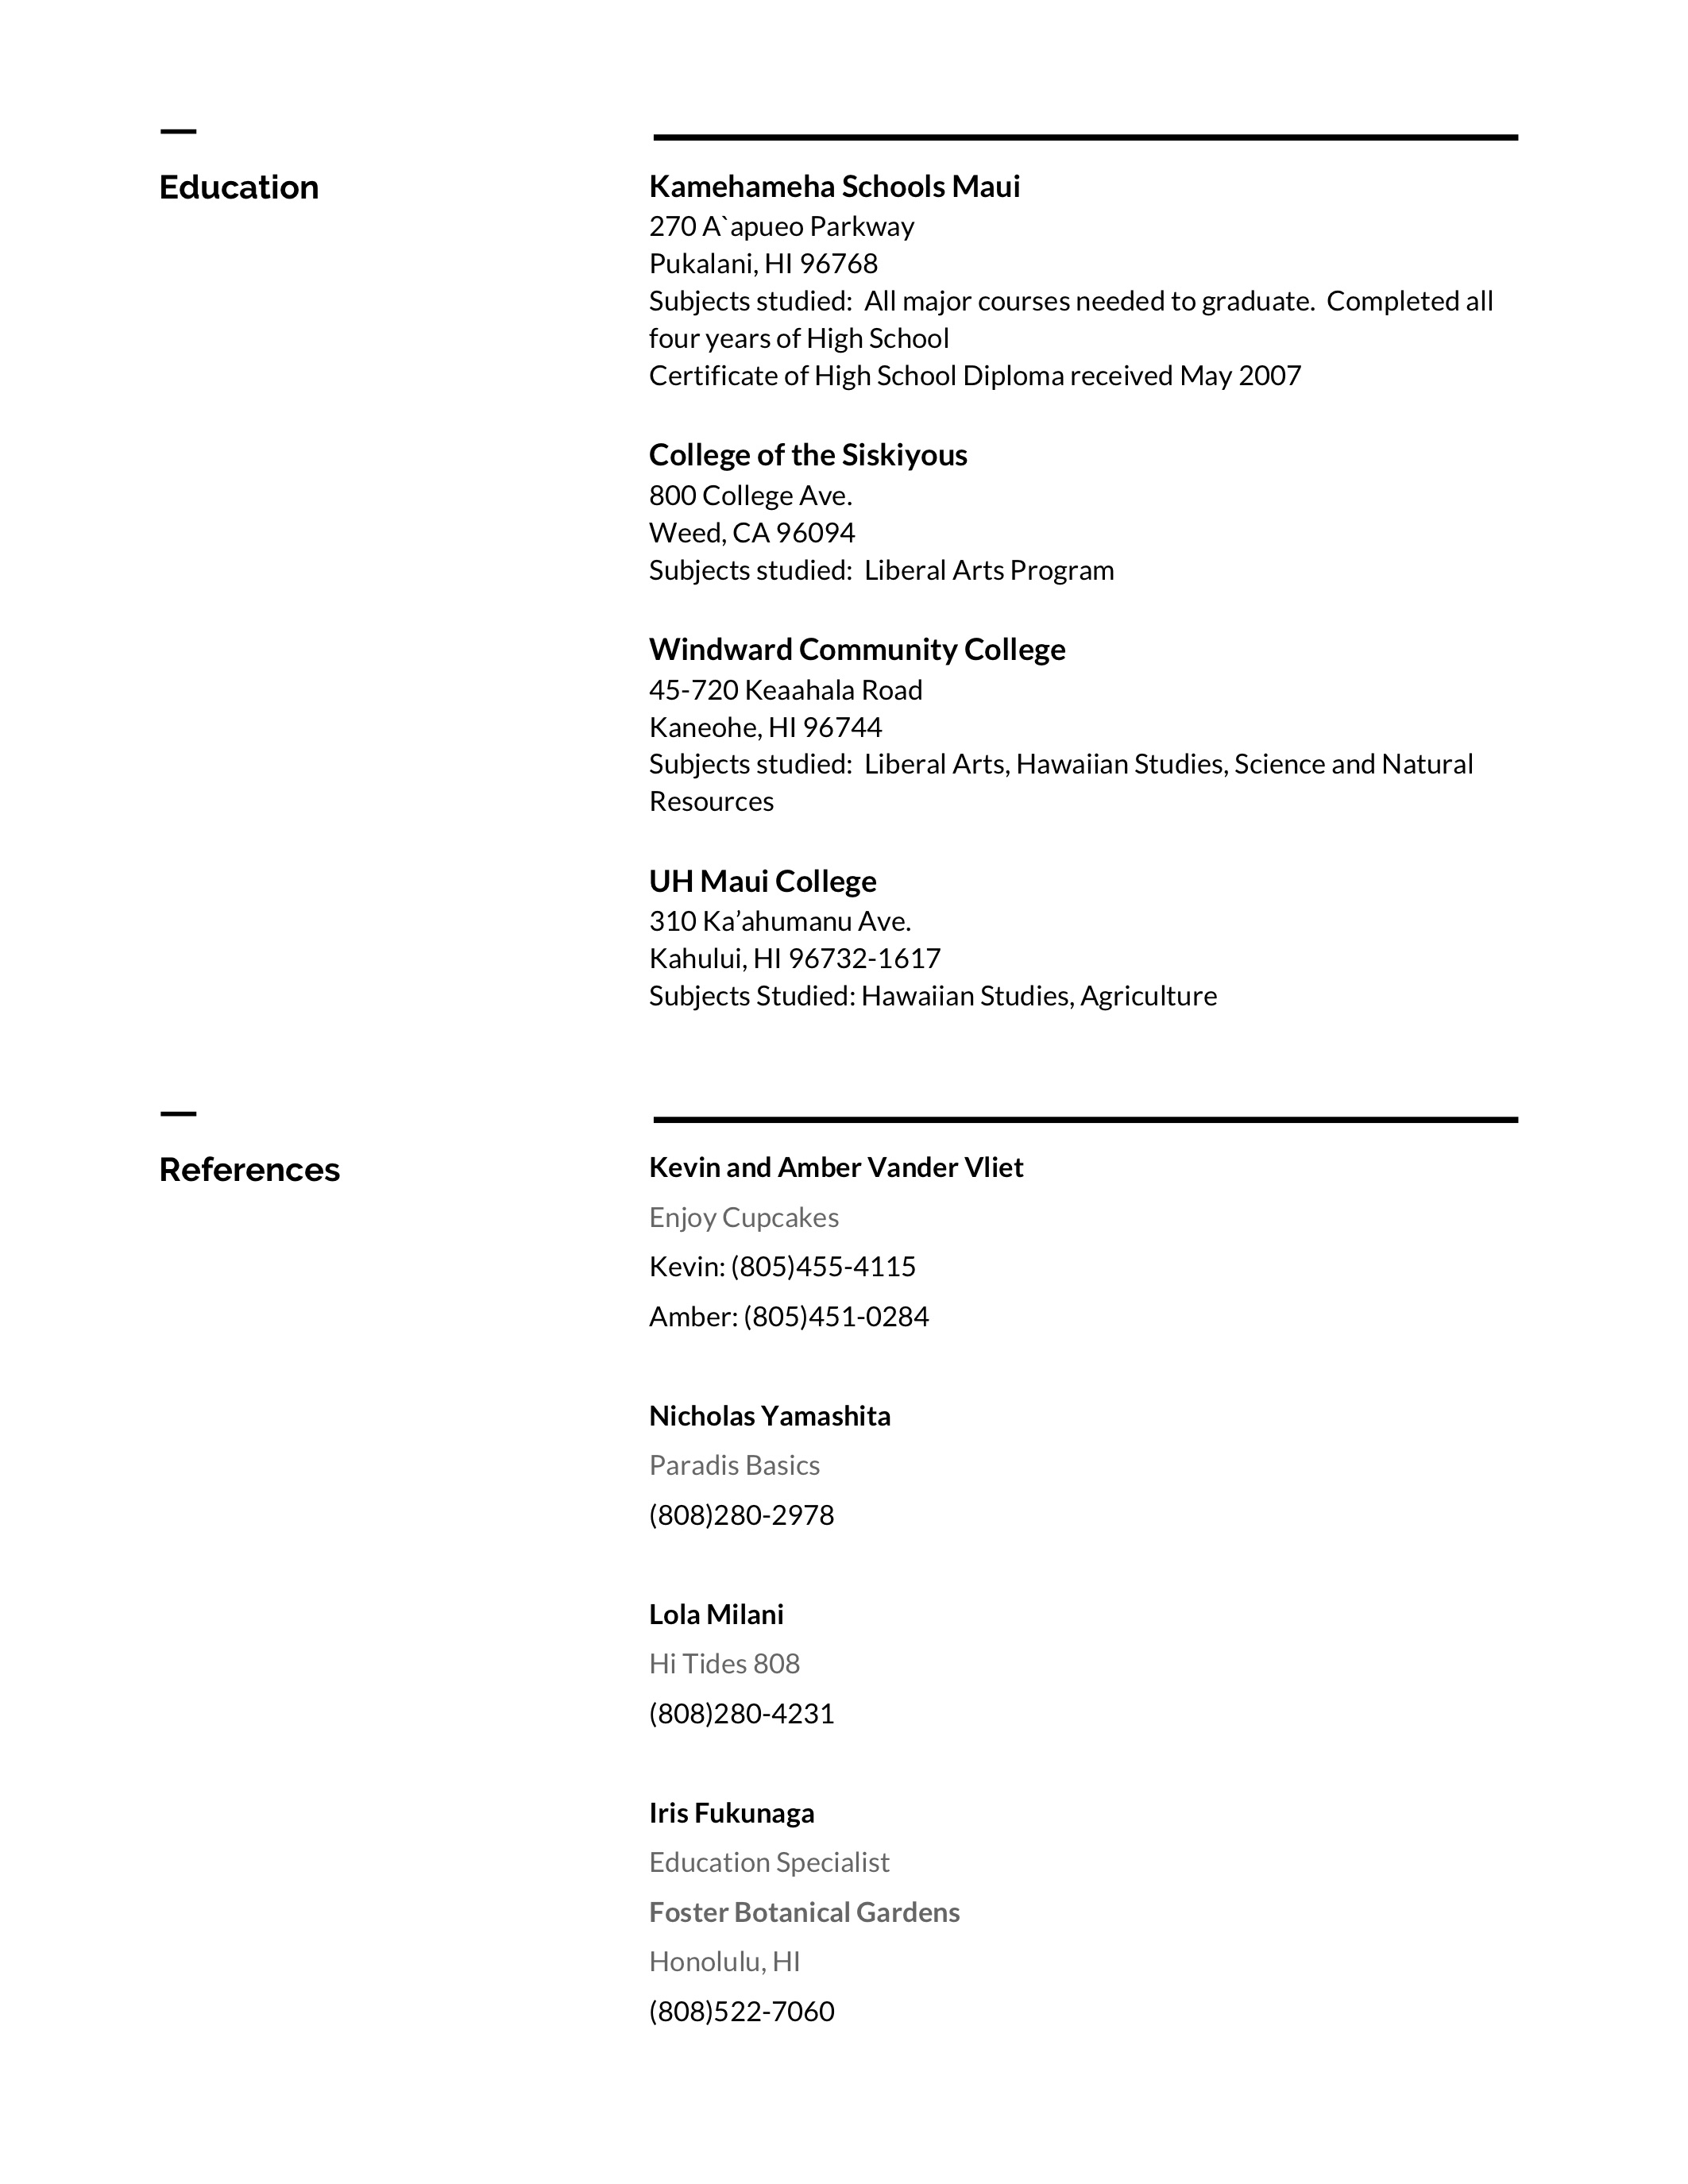 Education
Kamehameha Schools Maui
270 A`apueo Parkway
Pukalani, HI 96768
Subjects studied:  All major courses needed to graduate.  Completed all
four years of High School
Certificate of High School Diploma received May 2007
College of the Siskiyous
800 College Ave.
Weed, CA 96094
Subjects studied:  Liberal Arts Program
Windward Community College
45-720 Keaahala Road
Kaneohe, HI 96744
Subjects studied:  Liberal Arts, Hawaiian Studies, Science and Natural
Resources
UH Maui College
310 Ka’ahumanu Ave.
Kahului, HI 96732-1617
Subjects Studied: Hawaiian Studies, Agriculture
References
Kevin and Amber Vander Vliet
Enjoy Cupcakes
Kevin: (805)455-4115
Amber: (805)451-0284
Nicholas Yamashita
Paradis Basics
(808)280-2978
Lola Milani
Hi Tides 808
(808)280-4231
Iris Fukunaga
Education Specialist
Foster Botanical Gardens
Honolulu, HI
(808)522-7060